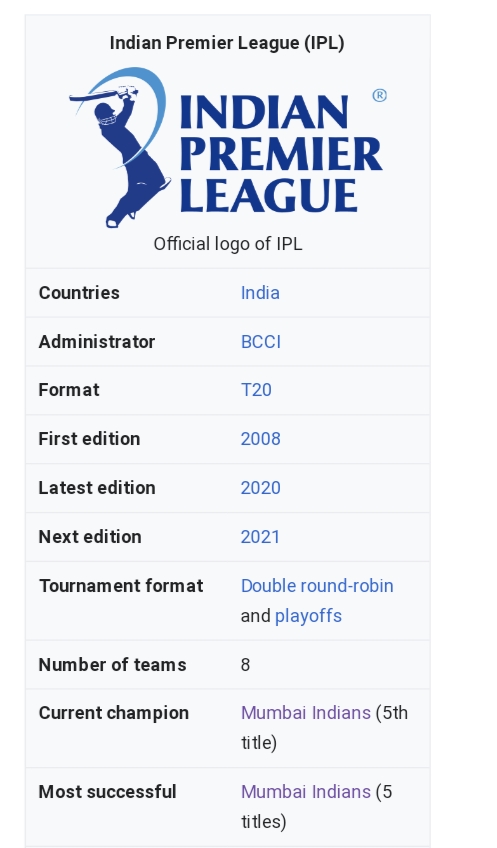 Indian Premier League (IPL)
INDIAN ®
PREMIER
LEAGUE
Official logo of IPL
Countries India
Administrator BCCI
Format T20
First edition 2008
Latest edition 2020
Next edition 2021
Tournament format Double round-robin
and playoffs
Number of teams 8
Current champion Mumbai Indians (5th
title)
Most successful Mumbai Indians (5
titles)